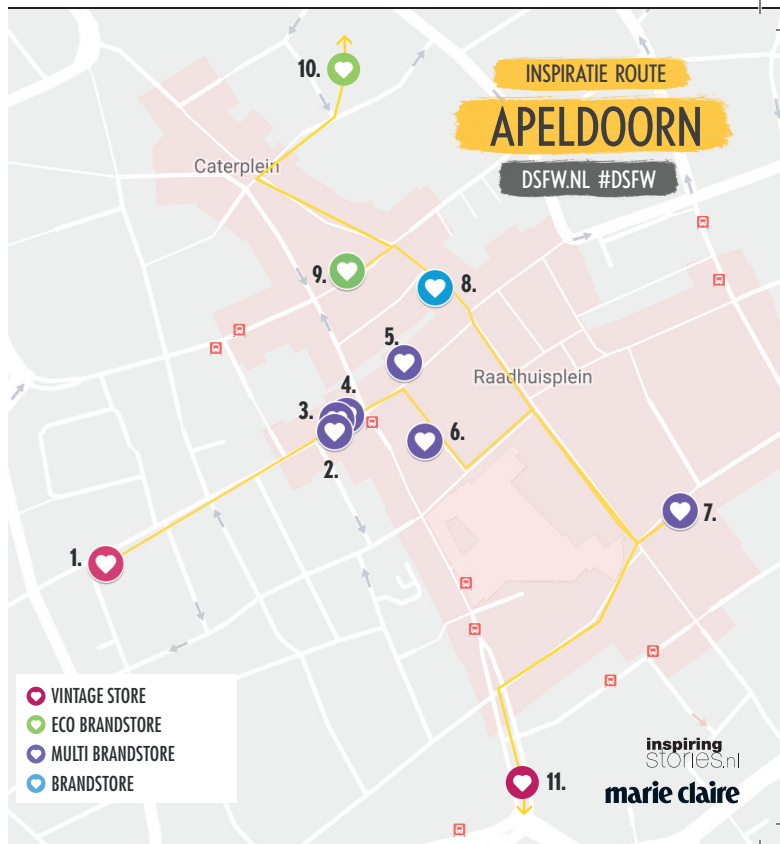 INSPIRATIE ROUTE
APELDOORN
DSFW.NL #DSFW
10.
Caterplein
9.
8.
5.
Raadhuisplein
4.
3.
6.
2.
7.
1.
VINTAGE STORE
ECO BRANDSTORE
MULTI BRANDSTORE
BRANDSTORE
11.
inspiring
stories.nl
marie claire